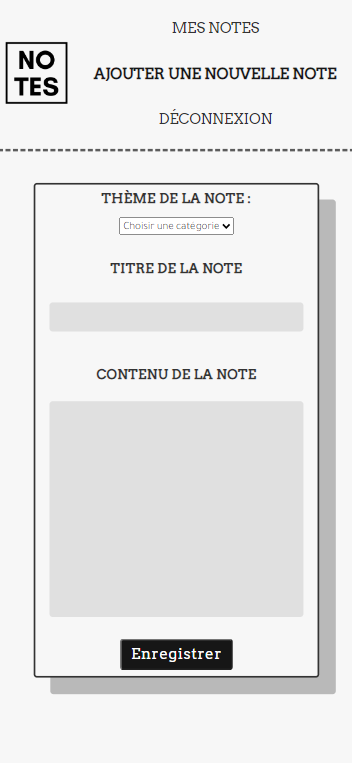 MES NOTES
NO
TES
AJOUTER UNE NOUVELLE NOTE
DÉCONNEXION
THÈME DE LA NOTE :
Choisir une catégorie
TITRE DE LA NOTE
CONTENU DE LA NOTE
Enregistrer